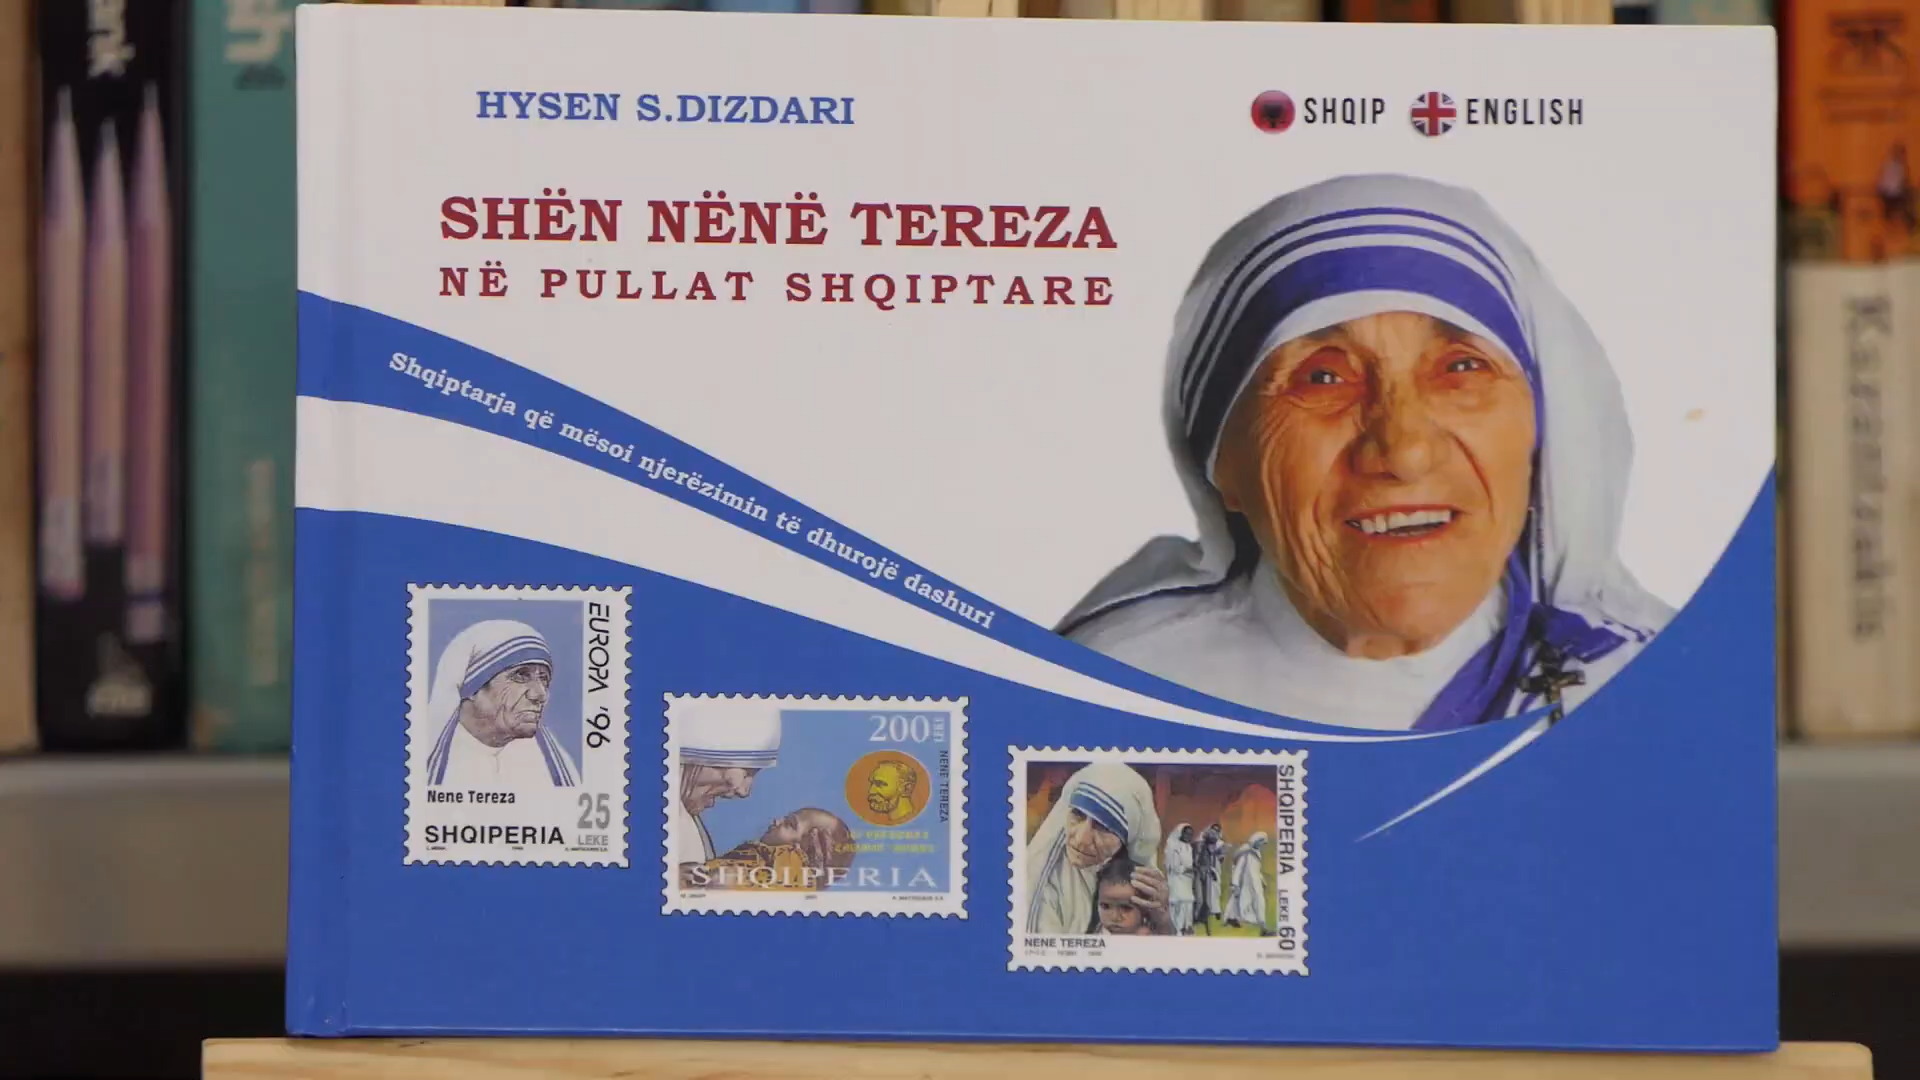 HYSEN S.DIZDARI
SHQIP ENGLISH
SHËN NËNË TEREZA
NË PULLAT SHQIPTARE
Shqiptarja që mësoi njerëzimin të dhurojë dashuri
EUROPA '96
Nene Tereza
25
LEKE
SHQIPERIA
200 LEKE
NENE TEREZA
SHQIPERIA
SHQIPERIA LEKE 60
NENE TEREZA